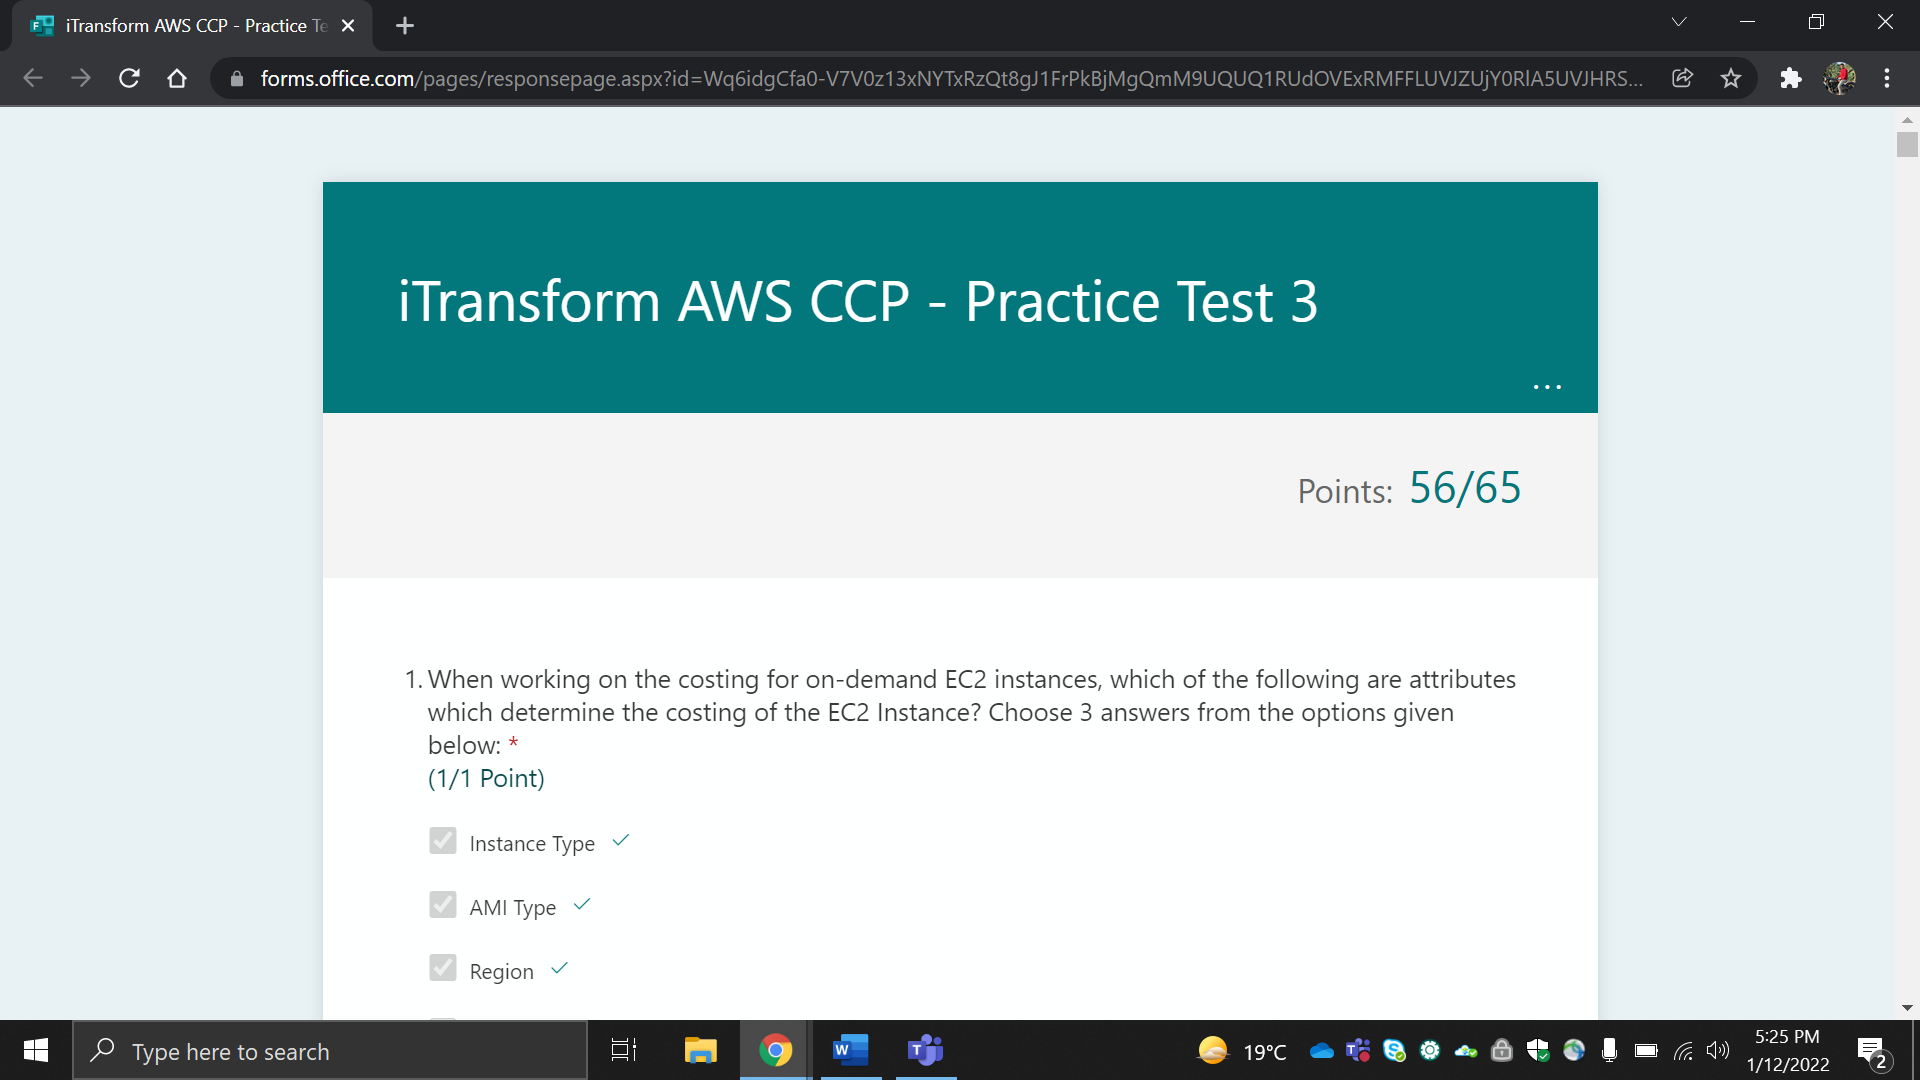 iTransform AWS CCP - Practice Te
forms.office.com/pages/responsepage.aspx?id=Wq6idgCfa0-V7V0z13xNYTxRzQt8gJ1FrPkBjMgQmM9UQUQ1RUdOVExRMFFLUVJZUjY0RlA5UVJHRS...
iTransform AWS CCP - Practice Test 3
...
Points: 56/65
1. When working on the costing for on-demand EC2 instances, which of the following are attributes
which determine the costing of the EC2 Instance? Choose 3 answers from the options given
below: *
(1/1 Point)
Instance Type
AMI Type
Region
Type here to search
19°C
5:25 PM
1/12/2022
2